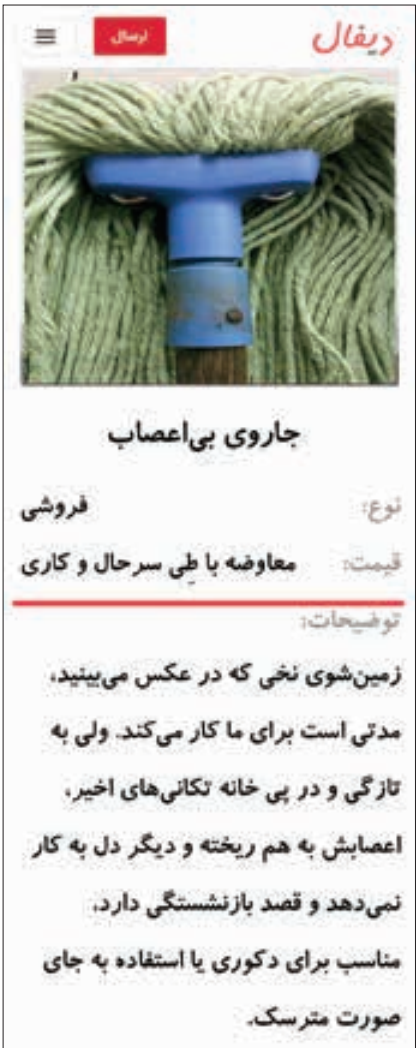 دیفال
ارسال
جاروی بی‌اعصاب
نوع: فروشی
قیمت: معاوضه با طِی سرحال و کاری
توضیحات:
زمین‌شوی نخی که در عکس می‌بینید،
مدتی است برای ما کار می‌کند. ولی به
تازگی و در پی خانه تکانی‌های اخیر،
اعصابش به هم ریخته و دیگر دل به کار
نمی‌دهد و قصد بازنشستگی دارد.
مناسب برای دکوری یا استفاده به جای
صورت مترسک.